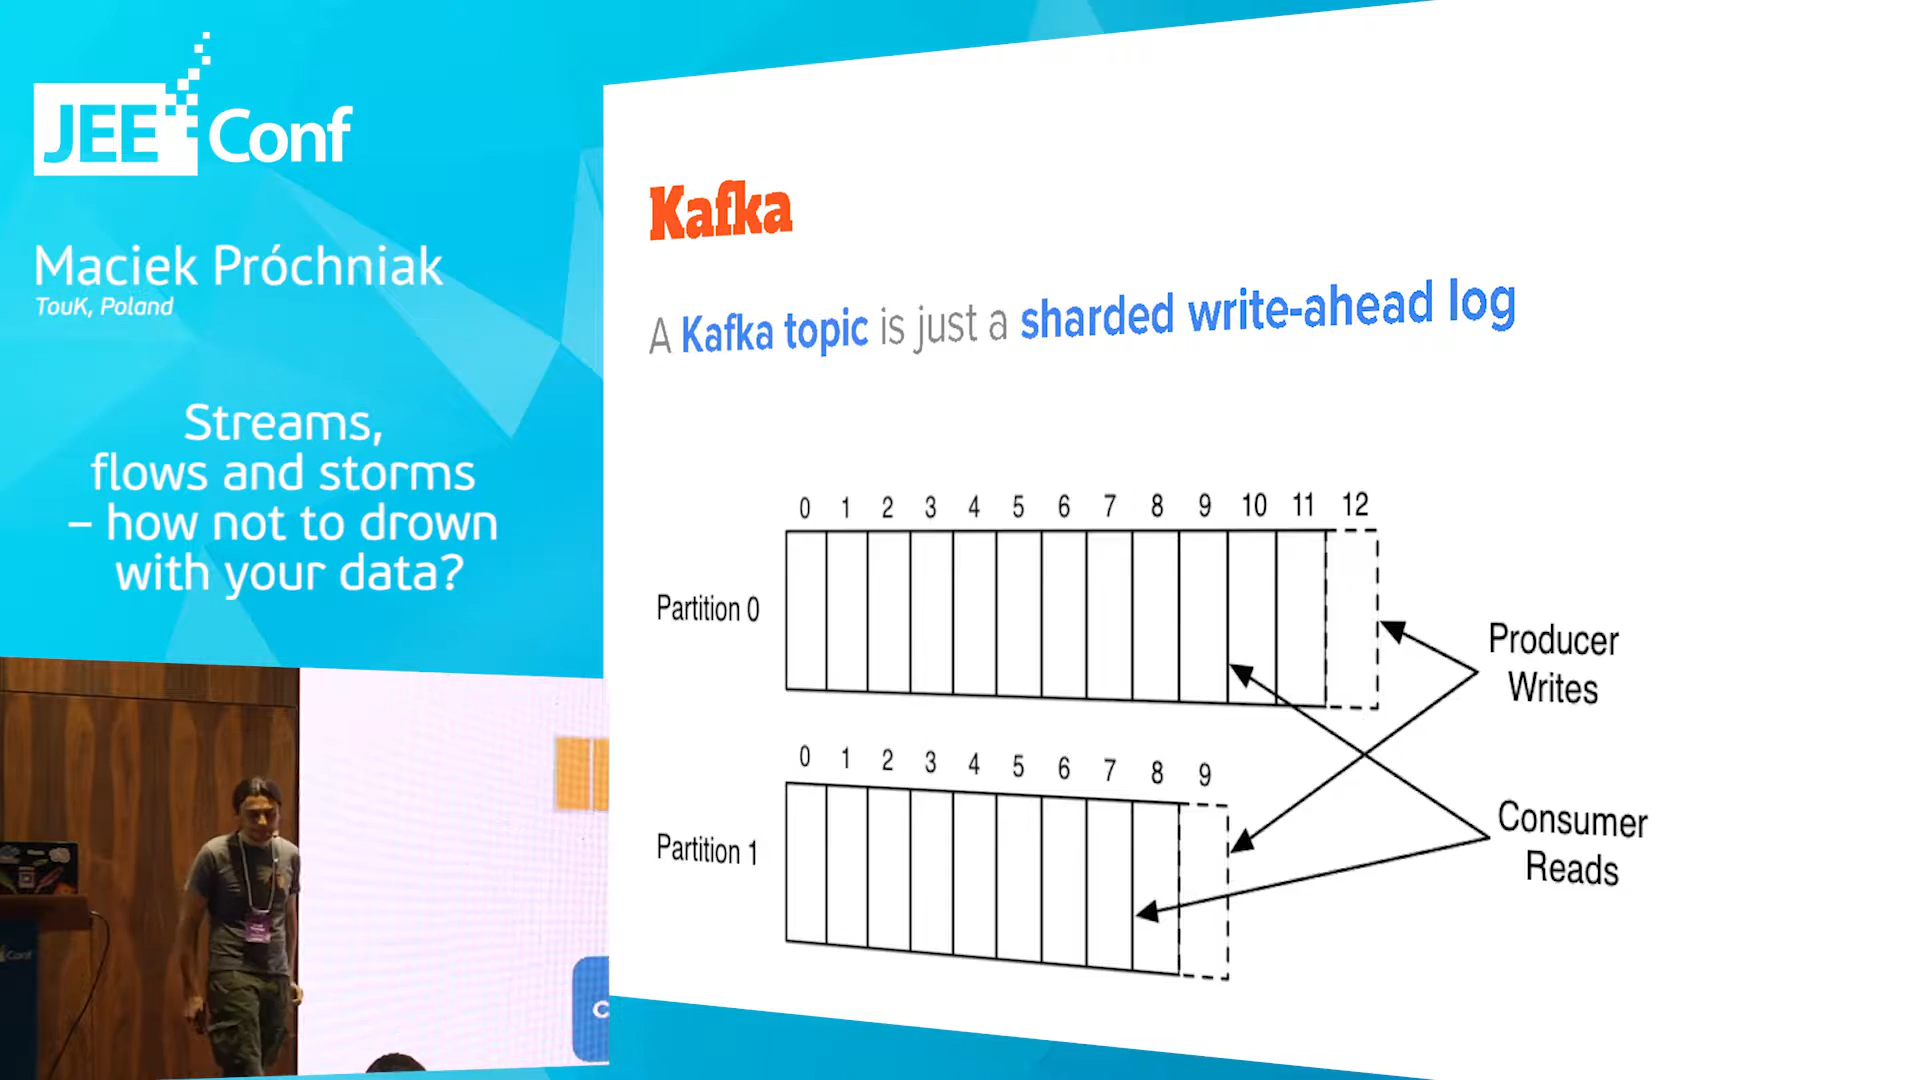 JEE Conf
Maciek Próchniak
TouK, Poland
Streams,
flows and storms
– how not to drown
with your data?
Kafka
A Kafka topic is just a sharded write-ahead log
0 1 2 3 4 5 6 7 8 9 10 11 12
Partition 0
Producer
Writes
0 1 2 3 4 5 6 7 8 9
Partition 1
Consumer
Reads
Conf
C